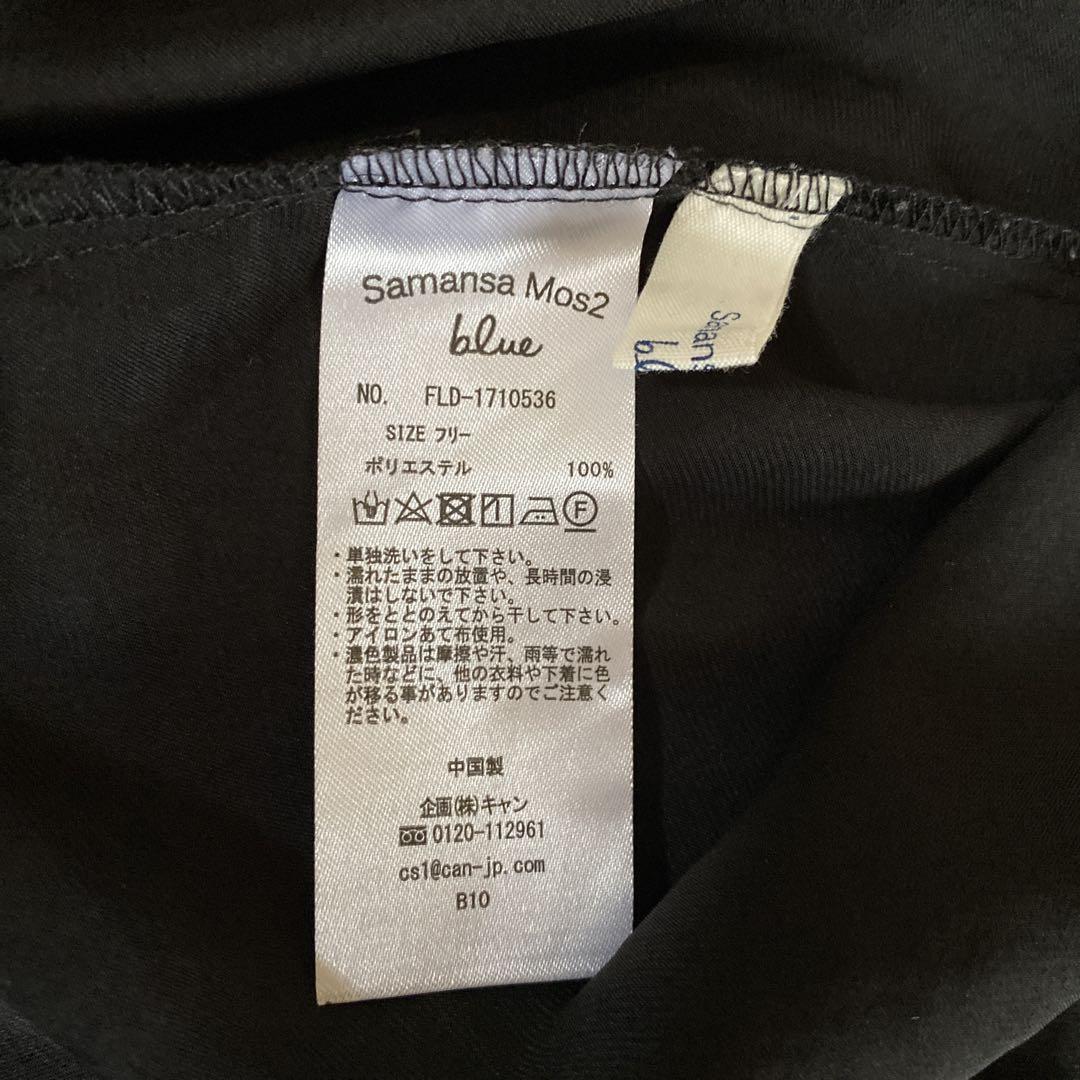 Samansa Mos2
blue
NO. FLD-1710536
SIZE フリー
ポリエステル 100%
・単独洗いをして下さい。
・濡れたままの放置や、長時間の浸
漬はしないで下さい。
・形をととのえてから干して下さい。
・アイロンあて布使用。
・濃色製品は摩擦や汗、雨等で濡れ
た時などに、他の衣料や下着に色
が移る事がありますのでご注意く
ださい。
中国製
企画(株)キャン
0120-112961
cs1@can-jp.com
B10